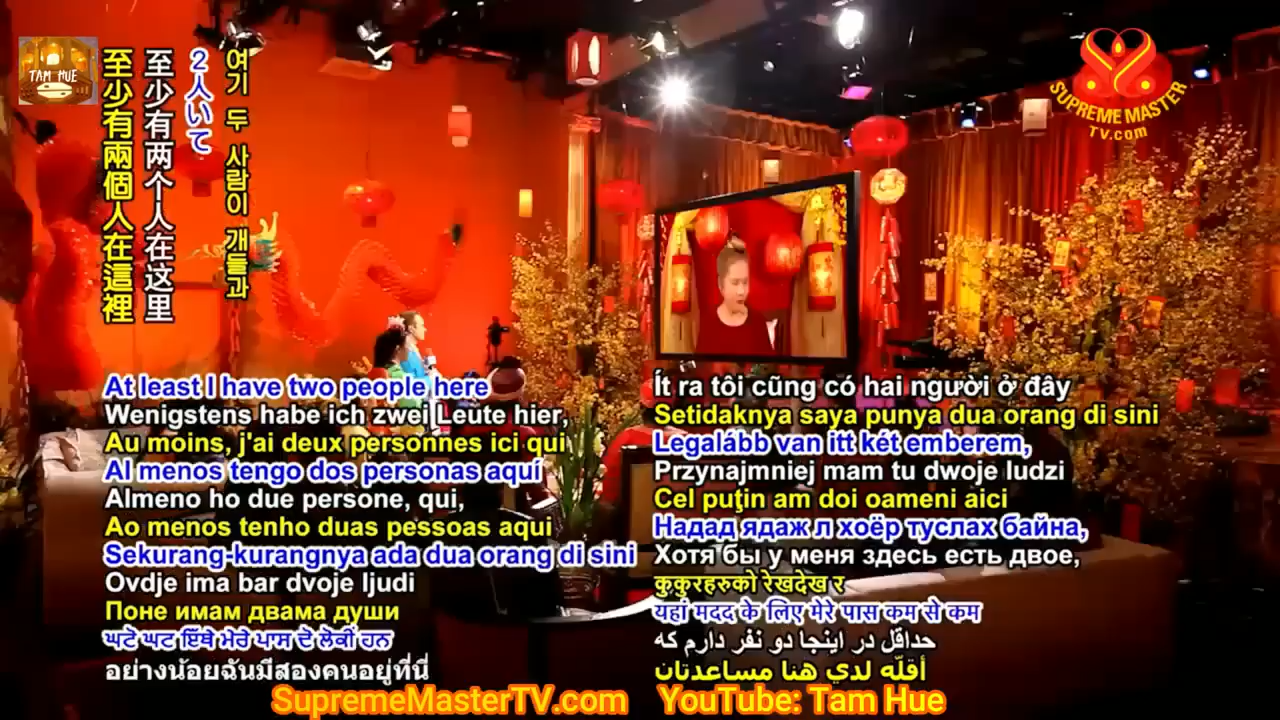 TAM HUE
여기 두 사람이 개들과
2人いて
至少有两个人在这里
至少有兩個人在這裡
SUPREME MASTER
TV.com
At least I have two people here
Wenigstens habe ich zwei Leute hier,
Au moins, j'ai deux personnes ici qui
Al menos tengo dos personas aquí
Almeno ho due persone, qui,
Ao menos tenho duas pessoas aqui
Sekurang-kurangnya ada dua orang di sini
Ovdje ima bar dvoje ljudi
Поне имам двама души
ਘਟੋ ਘਟ ਇੱਥੇ ਮੇਰੇ ਪਾਸ ਦੋ ਲੋਕੀਂ ਹਨ
อย่างน้อยฉันมีสองคนอยู่ที่นี่
Ít ra tôi cũng có hai người ở đây
Setidaknya saya punya dua orang di sini
Legalább van itt két emberem,
Przynajmniej mam tu dwoje ludzi
Cel puţin am doi oameni aici
Надад ядаж л хоёр туслах байна,
Хотя бы у меня здесь есть двое,
कुकुरहरुको रेखदेख र
यहां मदद के लिए मेरे पास कम से कम
حداقّل در اینجا دو نفر دارم که
أقلّه لدي هنا مساعدتان
SupremeMasterTV.com YouTube: Tam Hue